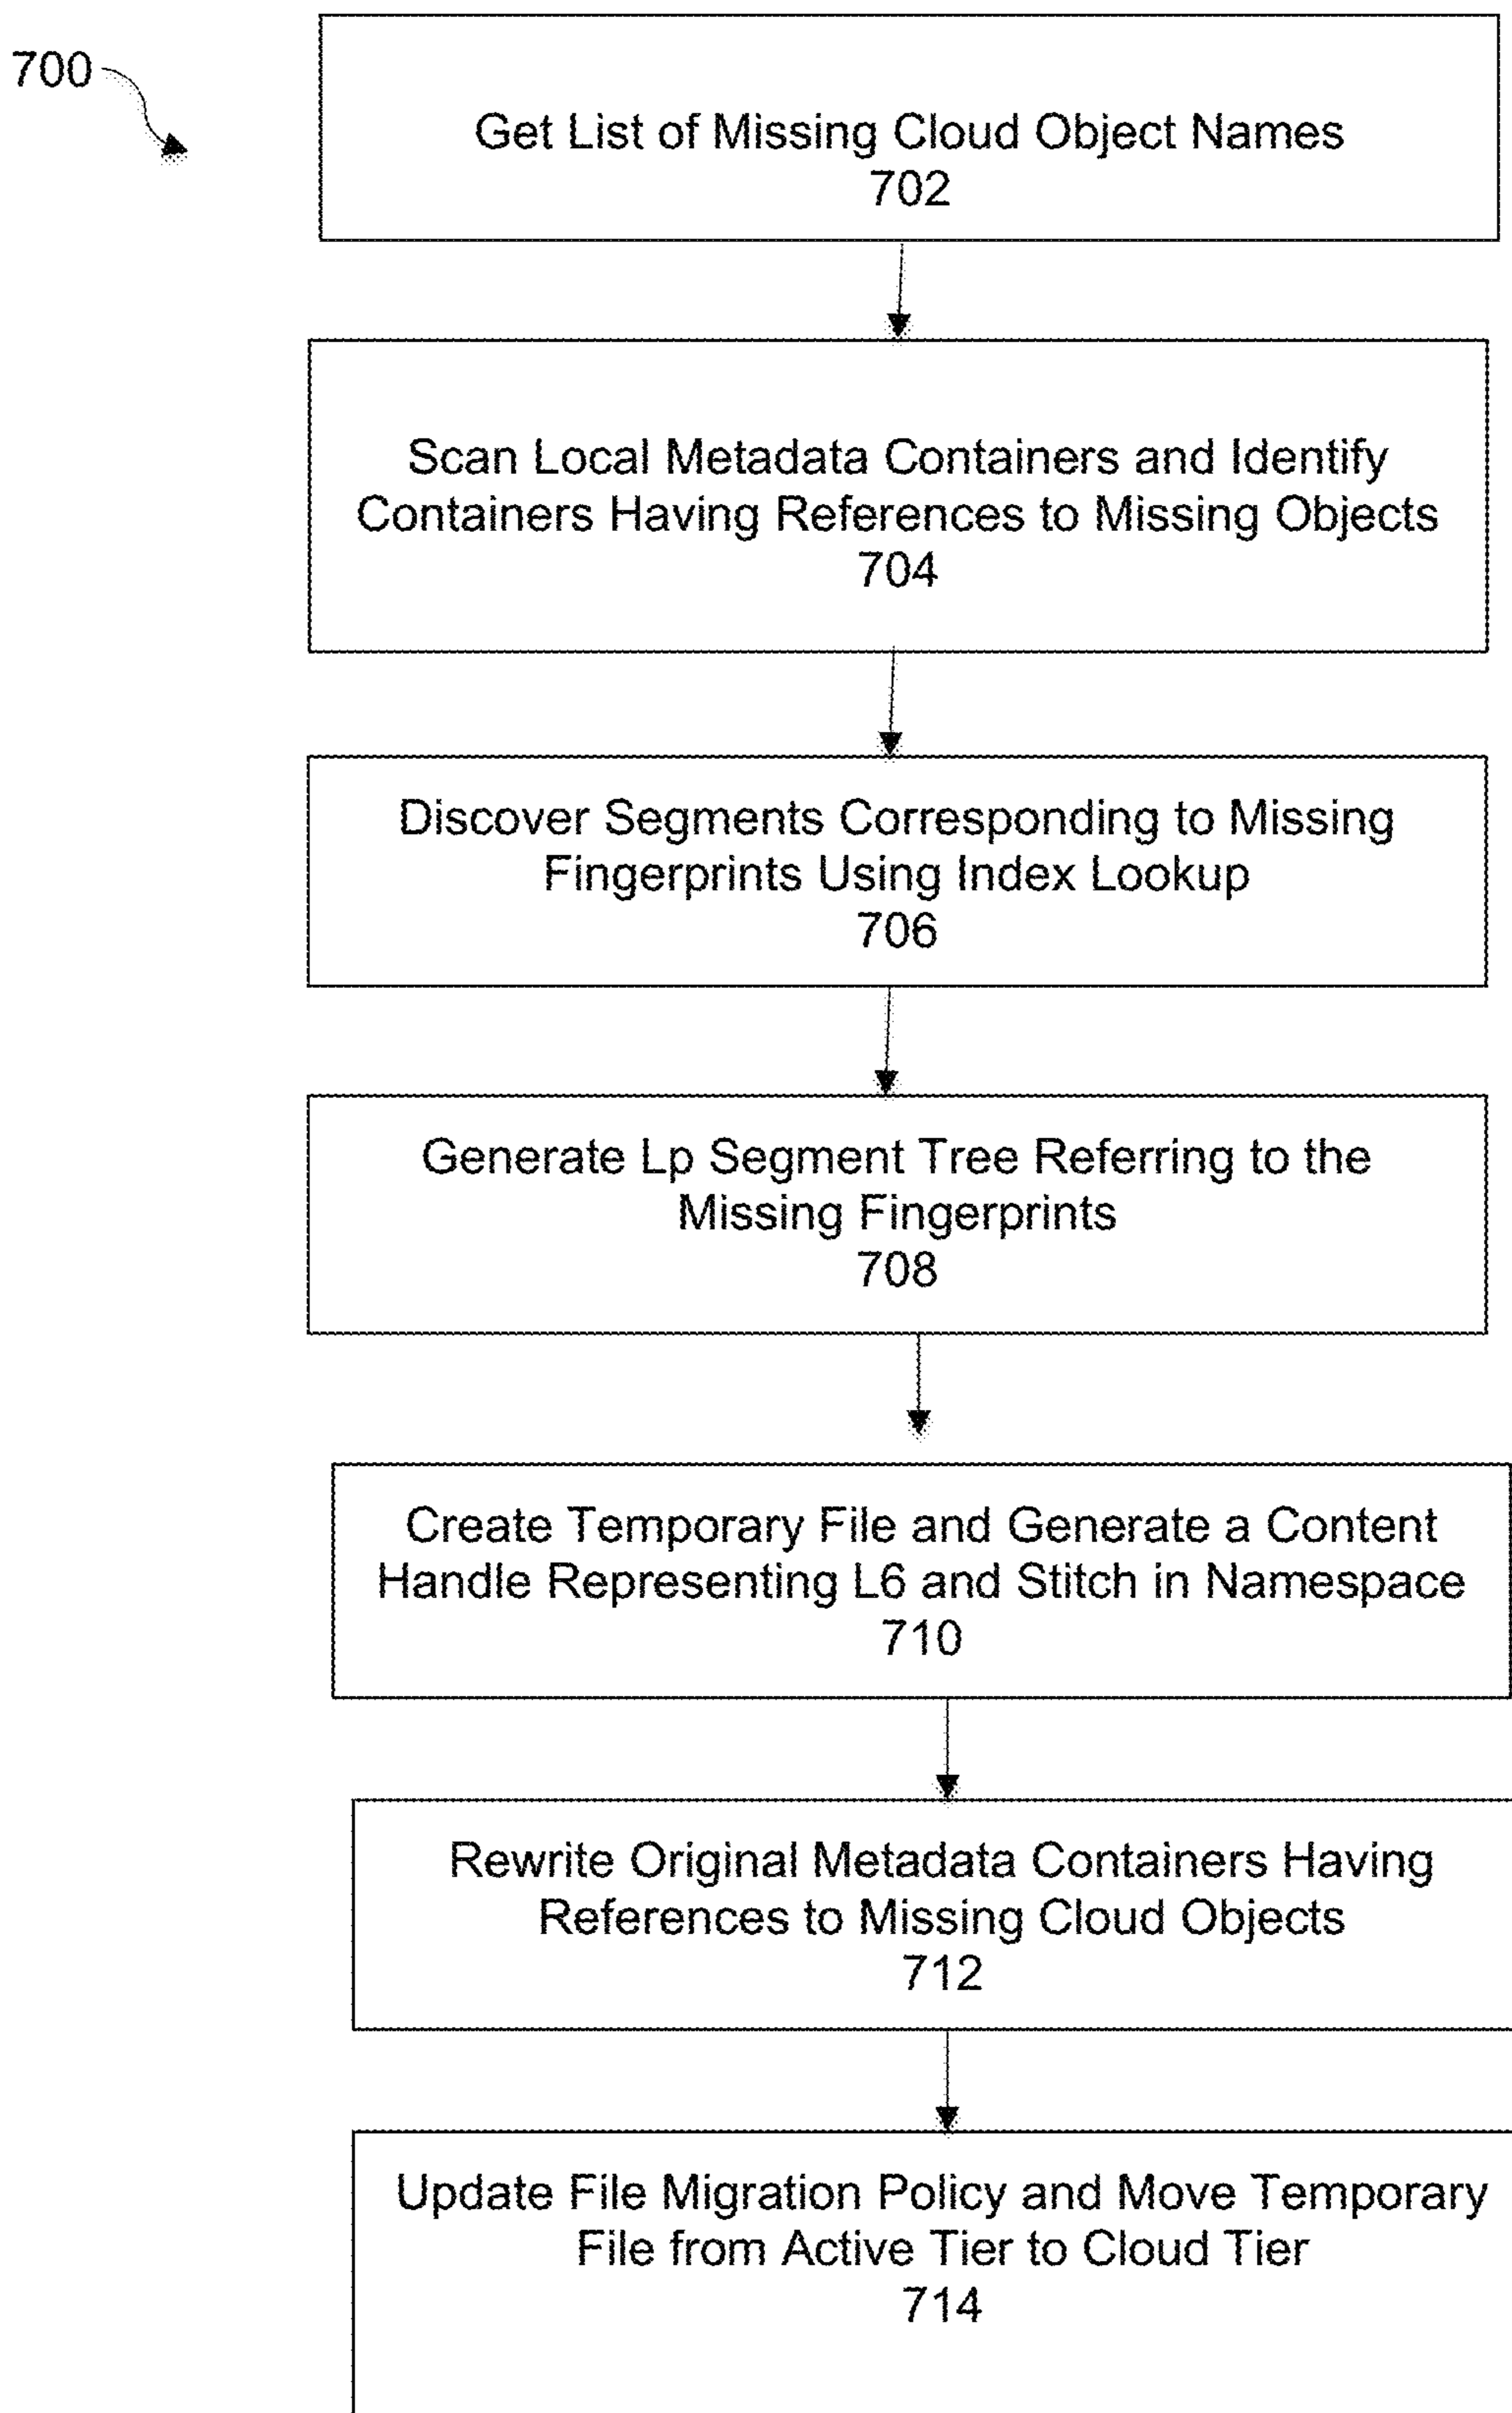 700
Get List of Missing Cloud Object Names
702
Scan Local Metadata Containers and Identify
Containers Having References to Missing Objects
704
Discover Segments Corresponding to Missing
Fingerprints Using Index Lookup
706
Generate Lp Segment Tree Referring to the
Missing Fingerprints
708
Create Temporary File and Generate a Content
Handle Representing L6 and Stitch in Namespace
710
Rewrite Original Metadata Containers Having
References to Missing Cloud Objects
712
Update File Migration Policy and Move Temporary
File from Active Tier to Cloud Tier
714